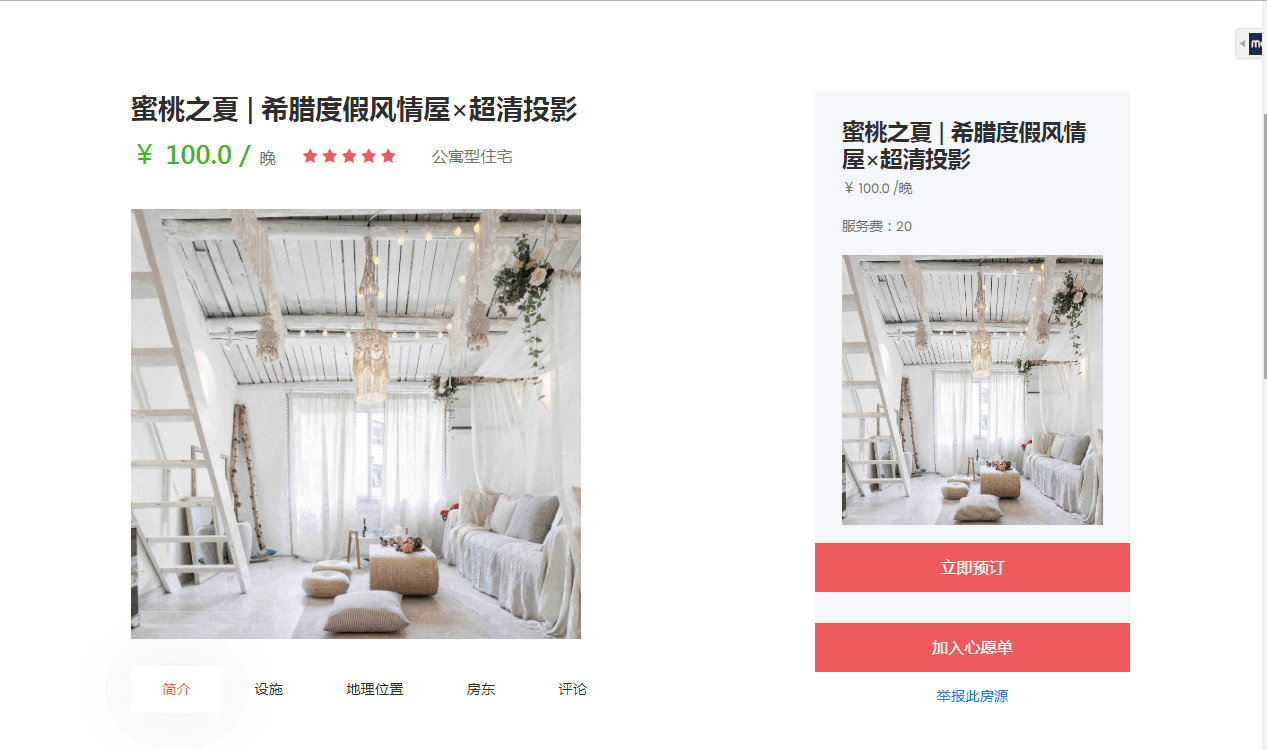 蜜桃之夏 | 希腊度假风情屋×超清投影
¥ 100.0 / 晚 公寓型住宅
简介 设施 地理位置 房东 评论
蜜桃之夏 | 希腊度假风情
屋×超清投影
¥ 100.0 /晚
服务费：20
立即预订
加入心愿单
举报此房源